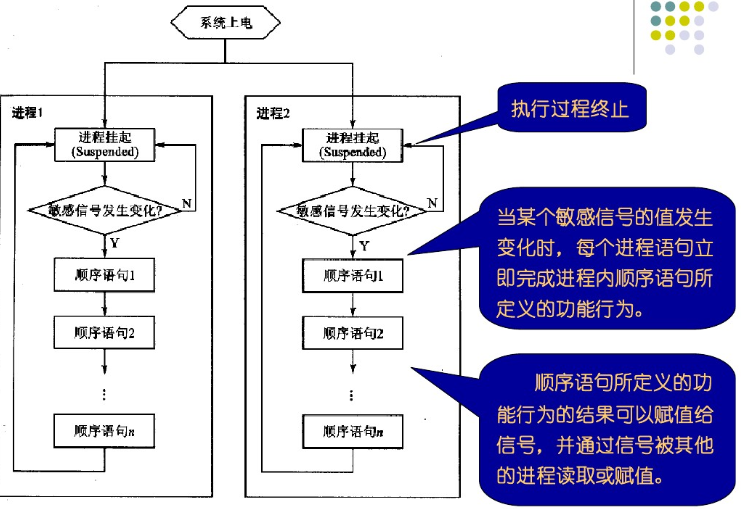 系统上电
进程1
进程挂起
(Suspended)
敏感信号发生变化?
N
Y
顺序语句1
顺序语句2
⋮
顺序语句n
进程2
进程挂起
(Suspended)
敏感信号发生变化?
N
Y
顺序语句1
顺序语句2
⋮
顺序语句n
执行过程终止
当某个敏感信号的值发生
变化时，每个进程语句立
即完成进程内顺序语句所
定义的功能行为。
顺序语句所定义的功
能行为的结果可以赋值给
信号，并通过信号被其他
的进程读取或赋值。